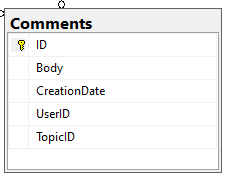 Comments
ID
Body
CreationDate
UserID
TopicID